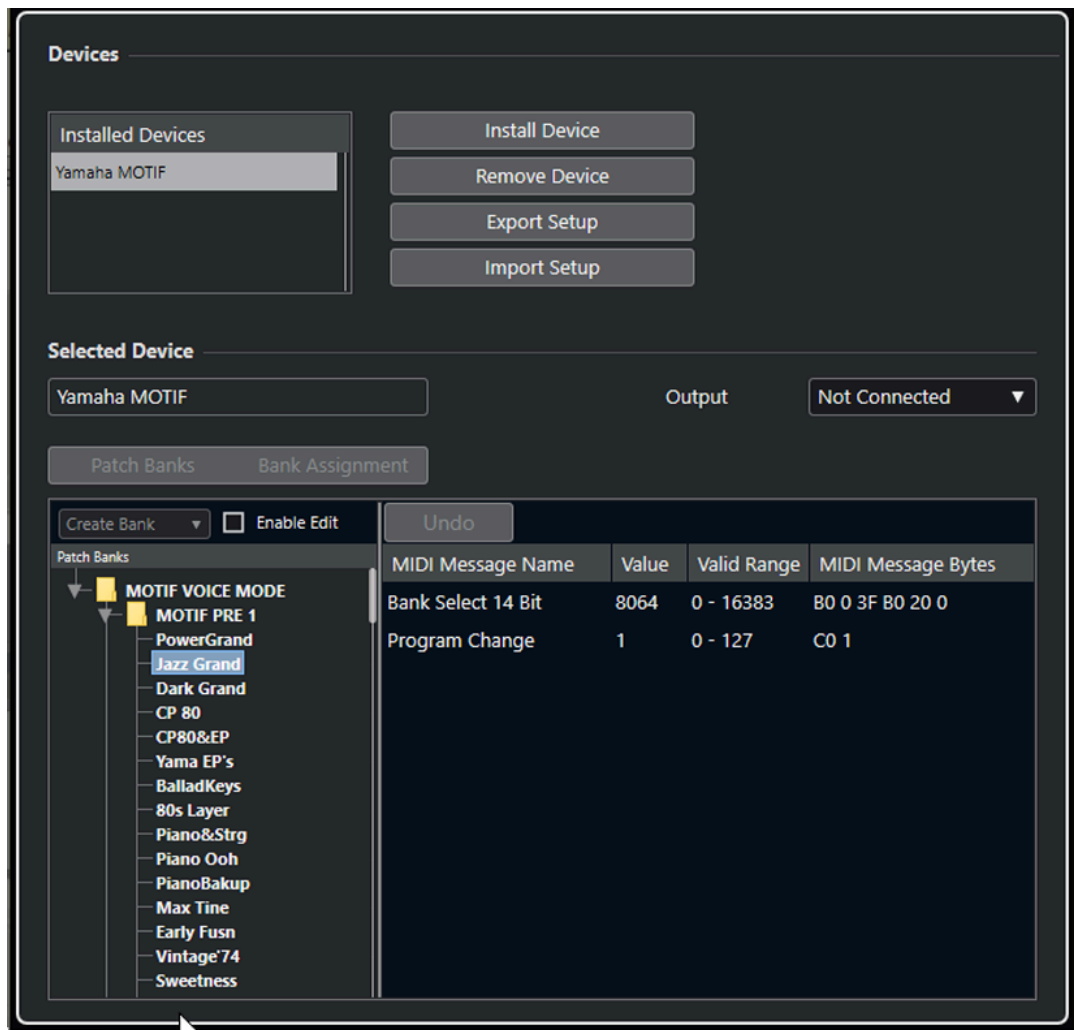 Devices
Installed Devices
Yamaha MOTIF
Install Device
Remove Device
Export Setup
Import Setup
Selected Device
Yamaha MOTIF
Output
Not Connected
Patch Banks Bank Assignment
Create Bank Enable Edit
Patch Banks
MOTIF VOICE MODE
MOTIF PRE 1
PowerGrand
Jazz Grand
Dark Grand
CP 80
CP80&EP
Yama EP's
BalladKeys
80s Layer
Piano&Strg
Piano Ooh
PianoBakup
Max Tine
Early Fusn
Vintage'74
Sweetness
Undo
MIDI Message Name Value Valid Range MIDI Message Bytes
Bank Select 14 Bit 8064 0 - 16383 B0 0 3F B0 20 0
Program Change 1 0 - 127 C0 1